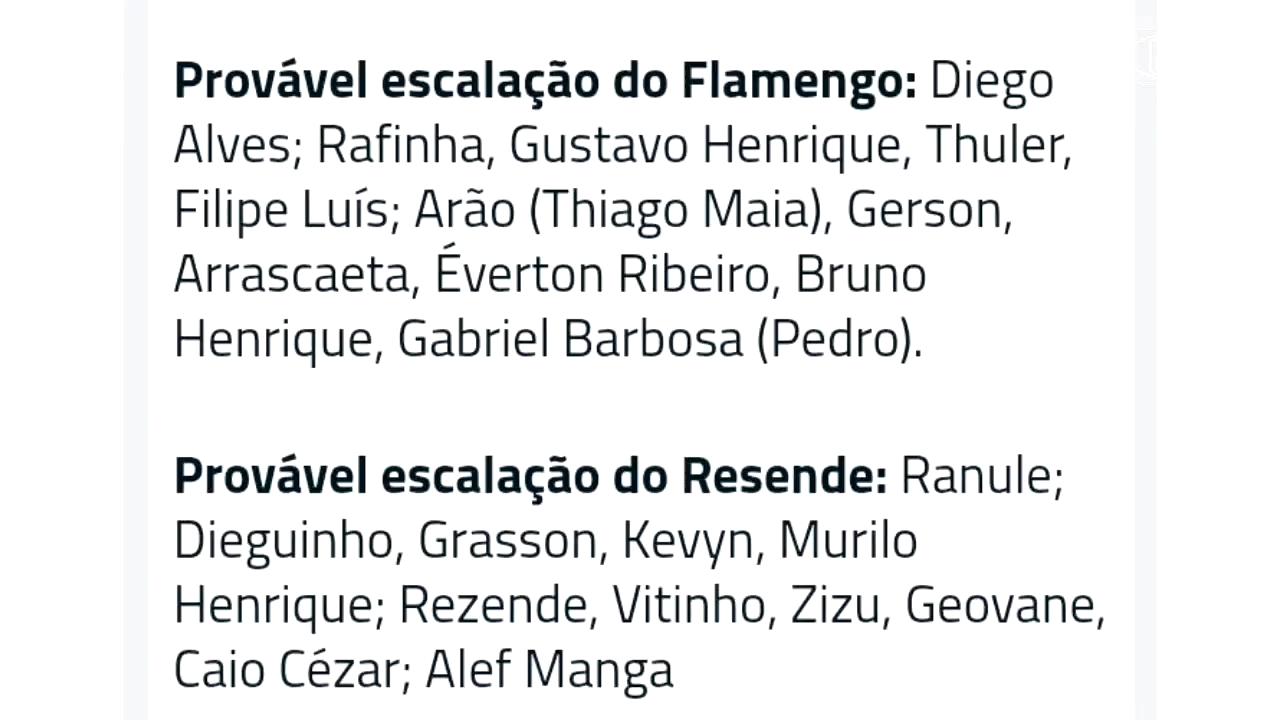 Provável escalação do Flamengo: Diego
Alves; Rafinha, Gustavo Henrique, Thuler,
Filipe Luís; Arão (Thiago Maia), Gerson,
Arrascaeta, Éverton Ribeiro, Bruno
Henrique, Gabriel Barbosa (Pedro).
Provável escalação do Resende: Ranule;
Dieguinho, Grasson, Kevyn, Murilo
Henrique; Rezende, Vitinho, Zizu, Geovane,
Caio Cézar; Alef Manga